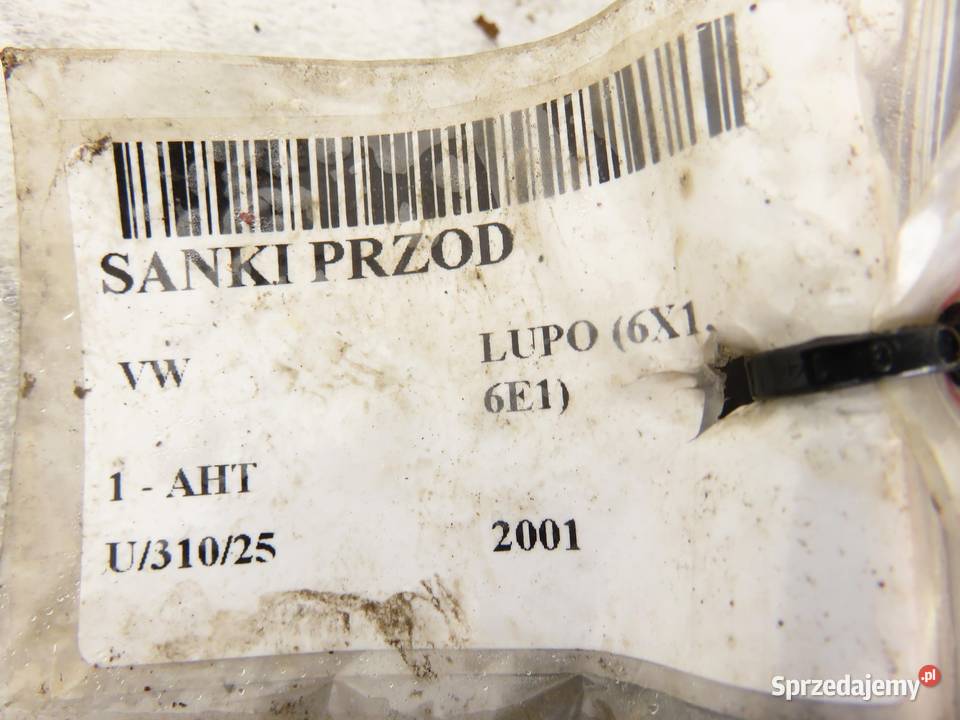 SANKI PRZOD
VW LUPO (6X1,
6E1)
1 - AHT
U/310/25 2001
Sprzedajemy.pl